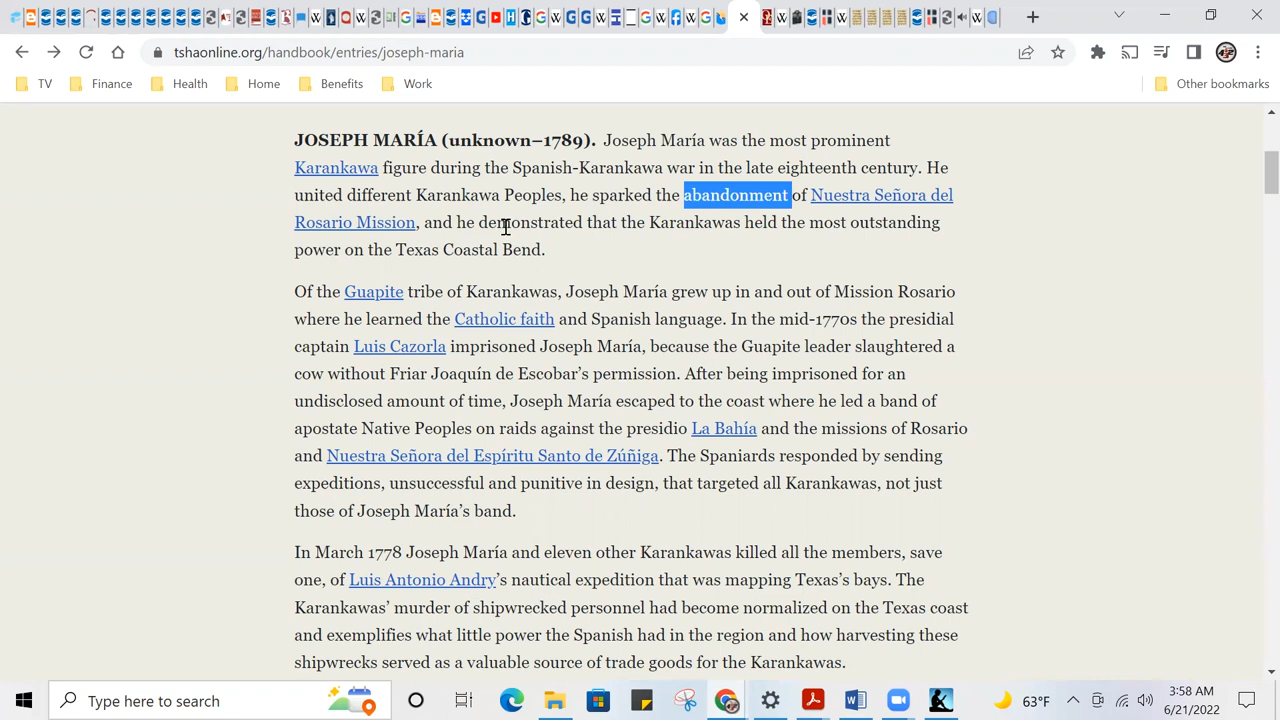 tshaonline.org/handbook/entries/joseph-maria
TV
Finance
Health
Home
Benefits
Work
Other bookmarks
JOSEPH MARÍA (unknown–1789). Joseph María was the most prominent
Karankawa figure during the Spanish-Karankawa war in the late eighteenth century. He
united different Karankawa Peoples, he sparked the abandonment of Nuestra Señora del
Rosario Mission, and he demonstrated that the Karankawas held the most outstanding
power on the Texas Coastal Bend.
Of the Guapite tribe of Karankawas, Joseph María grew up in and out of Mission Rosario
where he learned the Catholic faith and Spanish language. In the mid-1770s the presidial
captain Luis Cazorla imprisoned Joseph María, because the Guapite leader slaughtered a
cow without Friar Joaquín de Escobar's permission. After being imprisoned for an
undisclosed amount of time, Joseph María escaped to the coast where he led a band of
apostate Native Peoples on raids against the presidio La Bahía and the missions of Rosario
and Nuestra Señora del Espíritu Santo de Zúñiga. The Spaniards responded by sending
expeditions, unsuccessful and punitive in design, that targeted all Karankawas, not just
those of Joseph María's band.
In March 1778 Joseph María and eleven other Karankawas killed all the members, save
one, of Luis Antonio Andry's nautical expedition that was mapping Texas's bays. The
Karankawas' murder of shipwrecked personnel had become normalized on the Texas coast
and exemplifies what little power the Spanish had in the region and how harvesting these
shipwrecks served as a valuable source of trade goods for the Karankawas.
Type here to search
63°F
3:58 AM
6/21/2022